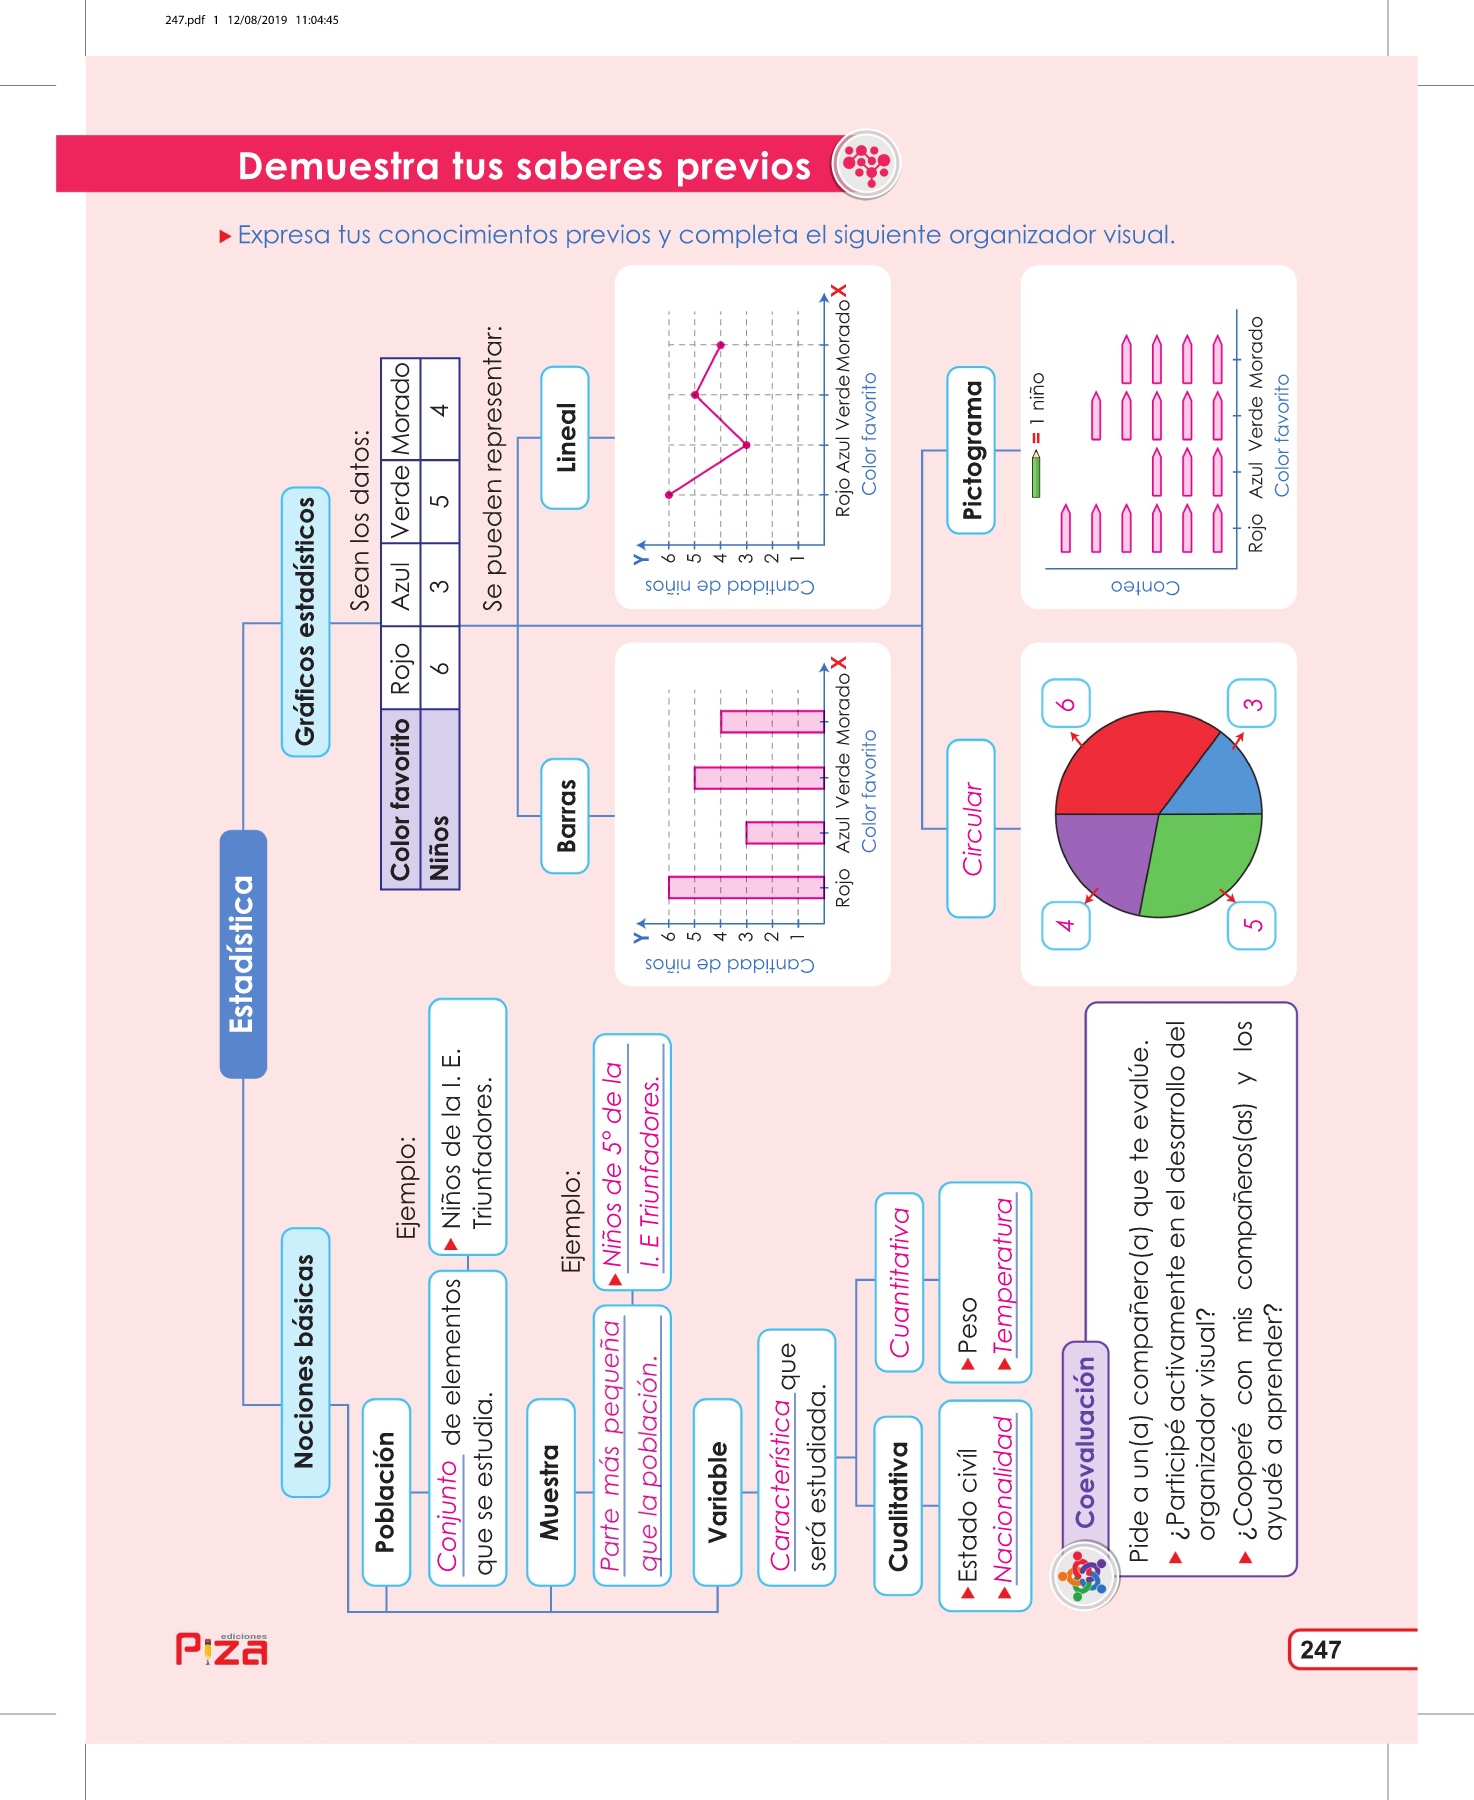 247.pdf 1 12/08/2019 11:04:45
Demuestra tus saberes previos
Expresa tus conocimientos previos y completa el siguiente organizador visual.
Estadística
Nociones básicas
Población
Conjunto de elementos
que se estudia.
Ejemplo:
Niños de la I. E.
Triunfadores.
Muestra
Parte más pequeña
que la población.
Ejemplo:
Niños de 5° de la
I. E Triunfadores.
Variable
Característica que
será estudiada.
Cualitativa
Estado civíl
Nacionalidad
Cuantitativa
Peso
Temperatura
Gráficos estadísticos
Sean los datos:
Color favorito Rojo Azul Verde Morado
Niños 6 3 5 4
Se pueden representar:
Barras
Y
6
5
4
3
2
1
Cantidad de niños
X
Rojo Azul Verde Morado
Color favorito
Lineal
Y
6
5
4
3
2
1
Cantidad de niños
X
Rojo Azul Verde Morado
Color favorito
Circular
6
3
4
5
Pictograma
= 1 niño
Conteo
Rojo Azul Verde Morado
Color favorito
Coevaluación
Pide a un(a) compañero(a) que te evalúe.
¿Participé activamente en el desarrollo del
organizador visual?
¿Cooperé con mis compañeros(as) y los
ayudé a aprender?
ediciones
Piza
247